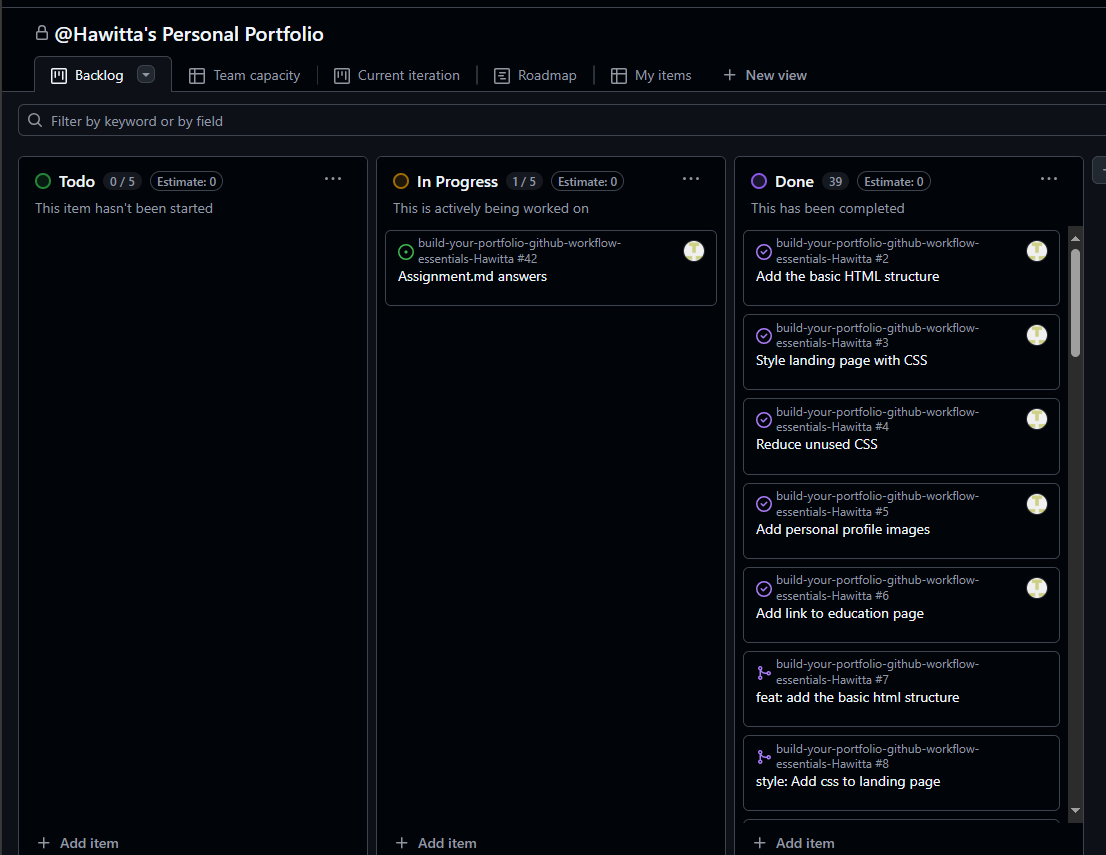 @Hawitta's Personal Portfolio
Backlog
Team capacity
Current iteration
Roadmap
My items
New view
Filter by keyword or by field
Todo 0 / 5 Estimate: 0
This item hasn't been started
Add item
In Progress 1 / 5 Estimate: 0
This is actively being worked on
build-your-portfolio-github-workflow-
essentials-Hawitta #42
Assignment.md answers
Add item
Done 39 Estimate: 0
This has been completed
build-your-portfolio-github-workflow-
essentials-Hawitta #2
Add the basic HTML structure
build-your-portfolio-github-workflow-
essentials-Hawitta #3
Style landing page with CSS
build-your-portfolio-github-workflow-
essentials-Hawitta #4
Reduce unused CSS
build-your-portfolio-github-workflow-
essentials-Hawitta #5
Add personal profile images
build-your-portfolio-github-workflow-
essentials-Hawitta #6
Add link to education page
build-your-portfolio-github-workflow-
essentials-Hawitta #7
feat: add the basic html structure
build-your-portfolio-github-workflow-
essentials-Hawitta #8
style: Add css to landing page
Add item